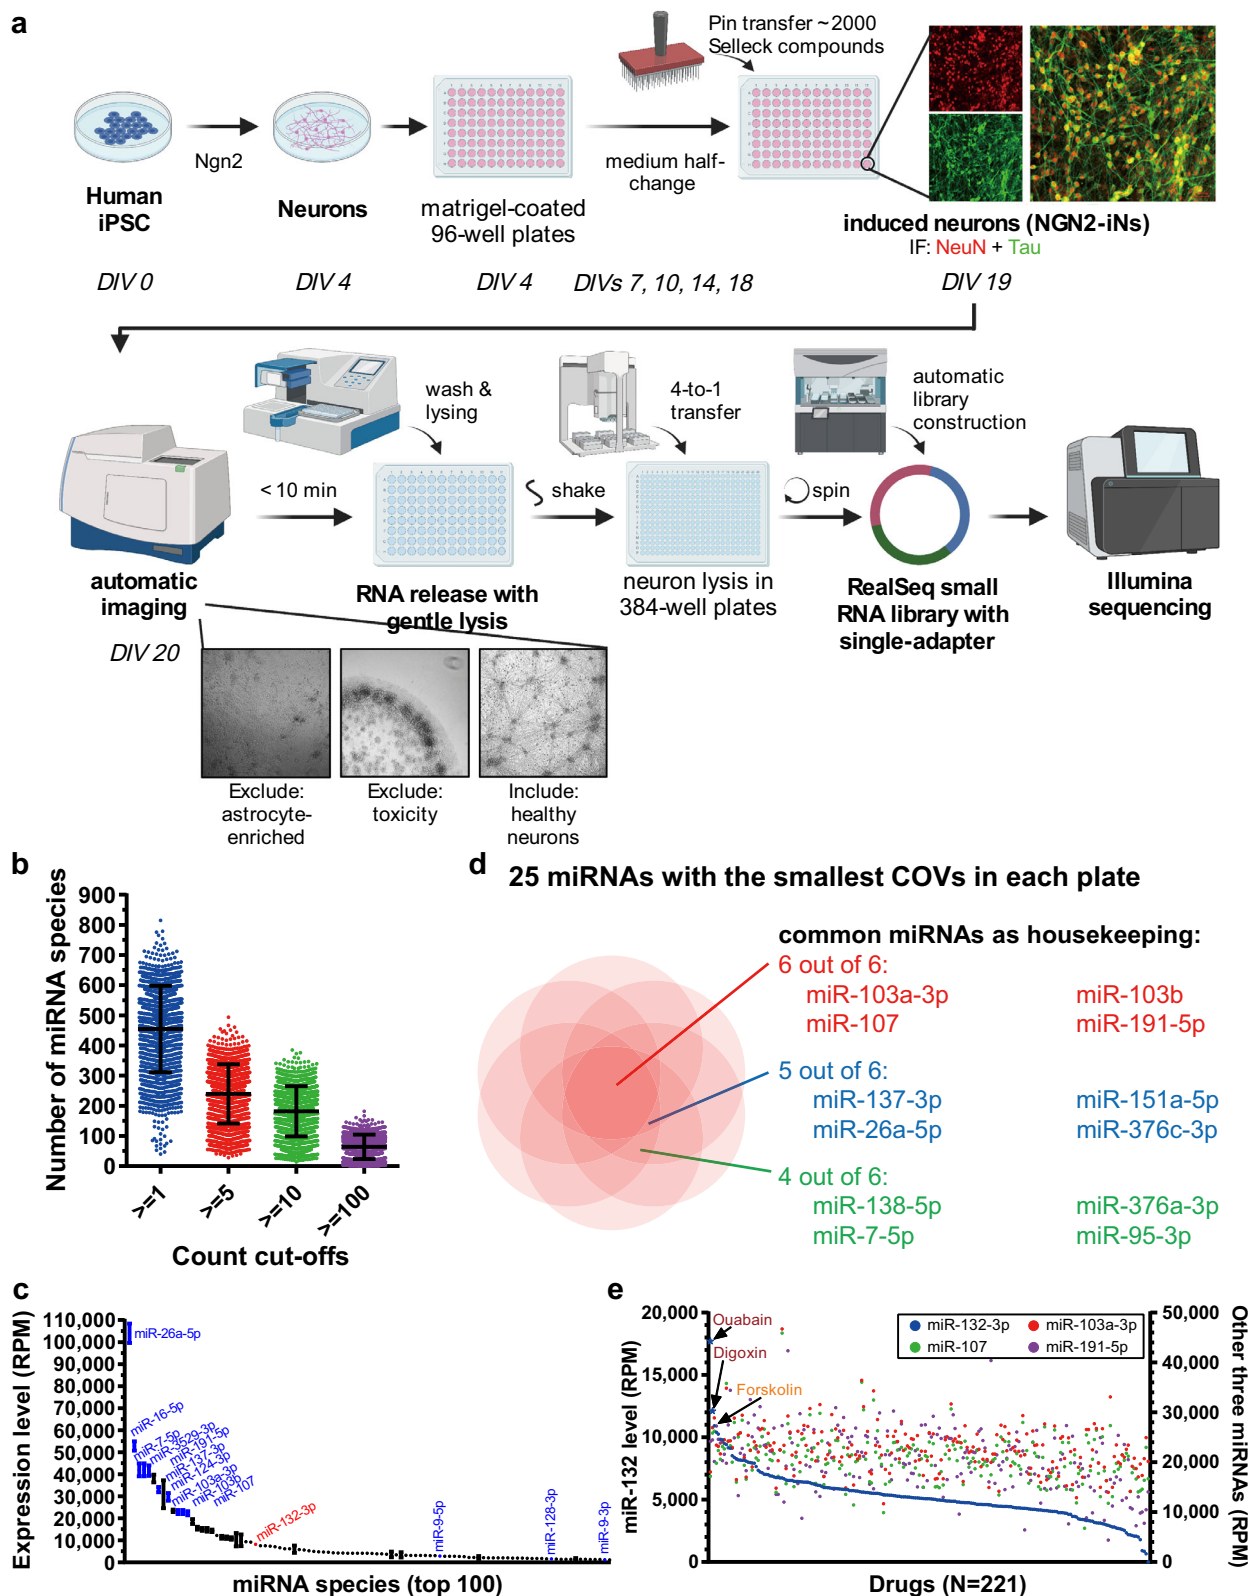 a
Pin transfer ~2000
Selleck compounds
Ngn2
medium half-
change
Human
iPSC
Neurons
matrigel-coated
96-well plates
induced neurons (NGN2-iNs)
IF: NeuN + Tau
DIV 0
DIV 4
DIV 4
DIVs 7, 10, 14, 18
DIV 19
wash &
lysing
4-to-1
transfer
automatic
library
construction
< 10 min
shake
spin
automatic
imaging
RNA release with
gentle lysis
neuron lysis in
384-well plates
RealSeq small
RNA library with
single-adapter
Illumina
sequencing
DIV 20
Exclude:
astrocyte-
enriched
Exclude:
toxicity
Include:
healthy
neurons
b
Number of miRNA species
900
800
700
600
500
400
300
200
100
0
>=1
>=5
>=10
>=100
Count cut-offs
d
25 miRNAs with the smallest COVs in each plate
common miRNAs as housekeeping:
6 out of 6:
miR-103a-3p miR-103b
miR-107 miR-191-5p
5 out of 6:
miR-137-3p miR-151a-5p
miR-26a-5p miR-376c-3p
4 out of 6:
miR-138-5p miR-376a-3p
miR-7-5p miR-95-3p
c
Expression level (RPM)
110,000
100,000
90,000
80,000
70,000
60,000
50,000
40,000
30,000
20,000
10,000
0
miR-26a-5p
miR-16-5p
miR-7-5p
miR-3529-3p
miR-191-5p
miR-137-3p
miR-124-3p
miR-103a-3p
miR-103b
miR-107
miR-132-3p
miR-9-5p
miR-128-3p
miR-9-3p
miRNA species (top 100)
e
miR-132 level (RPM)
20,000
15,000
10,000
5,000
0
Ouabain
Digoxin
Forskolin
miR-132-3p
miR-103a-3p
miR-107
miR-191-5p
50,000
40,000
30,000
20,000
10,000
0
Other three miRNAs (RPM)
Drugs (N=221)